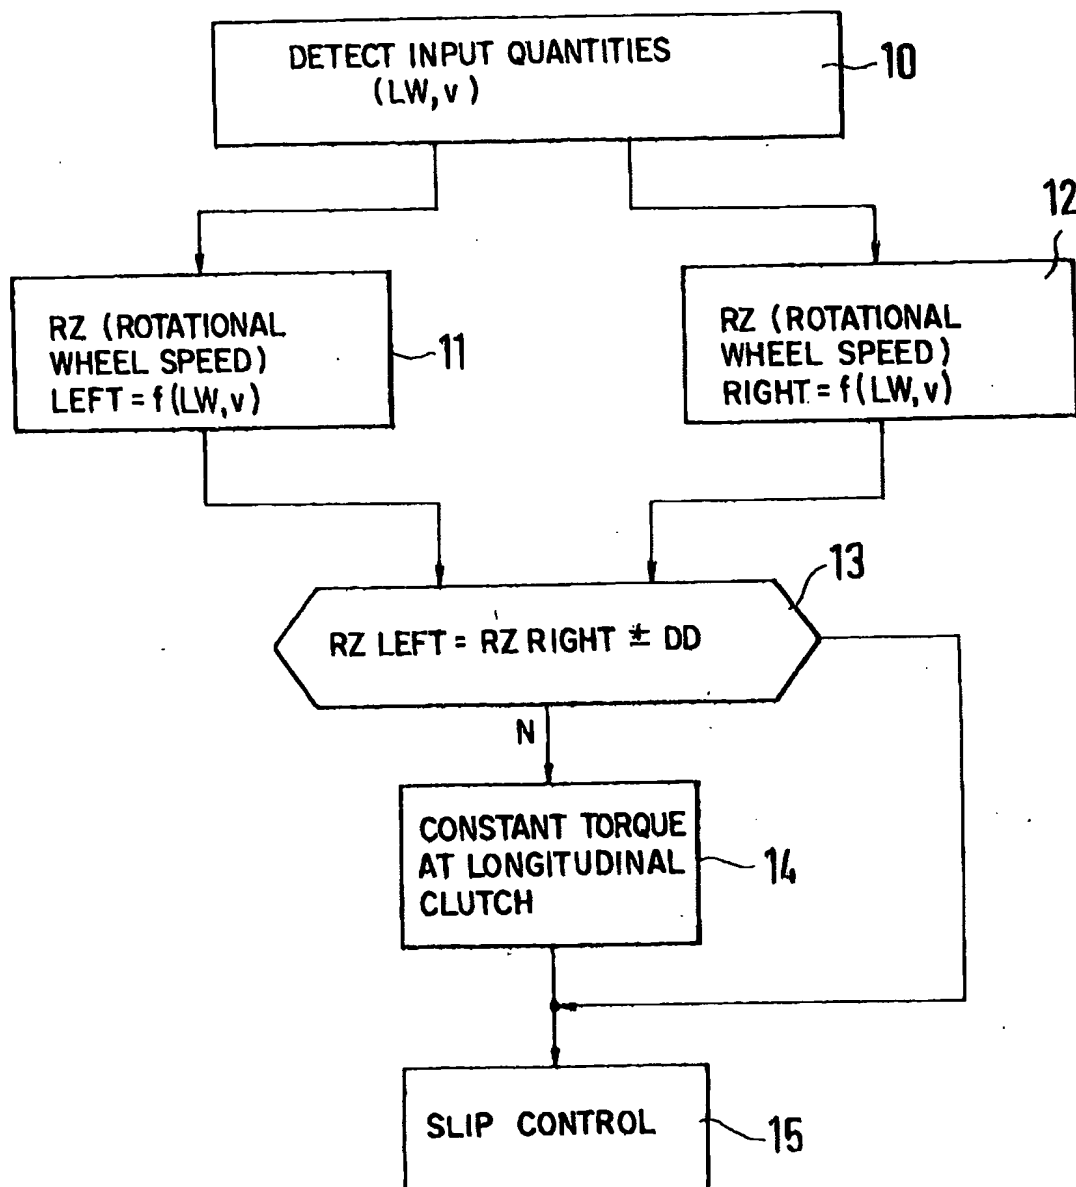 DETECT INPUT QUANTITIES
(LW, v)
10
12
RZ (ROTATIONAL
WHEEL SPEED)
LEFT = f (LW, v)
11
RZ (ROTATIONAL
WHEEL SPEED)
RIGHT = f (LW, v)
13
RZ LEFT = RZ RIGHT ± DD
N
CONSTANT TORQUE
AT LONGITUDINAL
CLUTCH
14
SLIP CONTROL
15